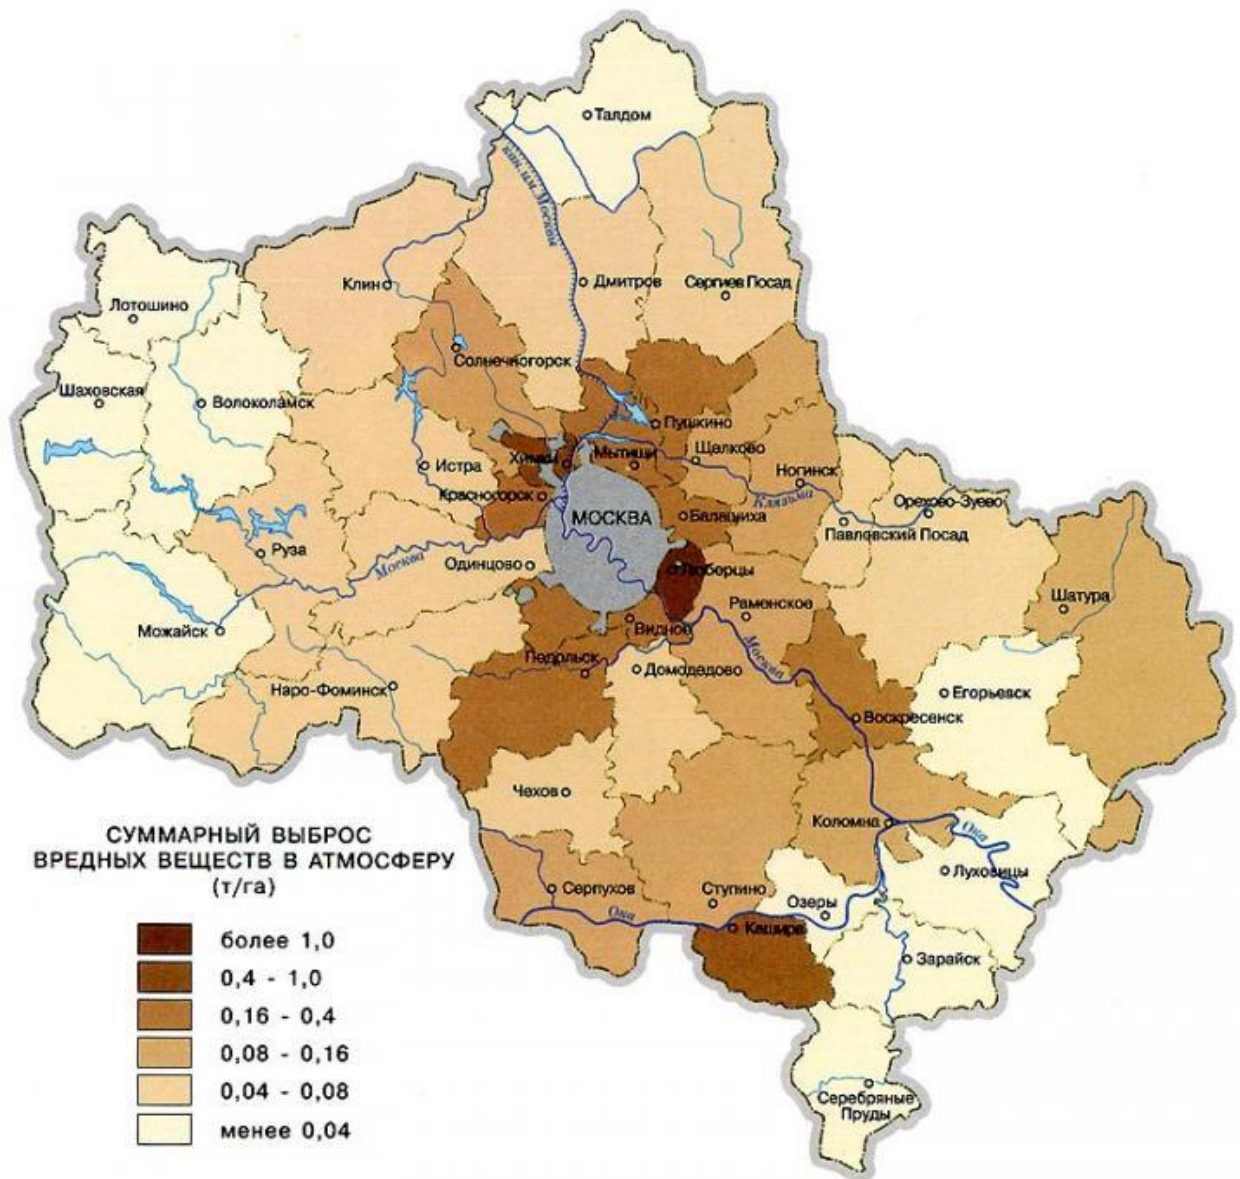 Талдом
кан. им. Москвы
Клин
Дмитров
Сергиев Посад
Лотошино
Солнечногорск
Шаховская
Волоколамск
Пушкино
Истра
Химки
Мытищи
Щелково
Ногинск
Красногорск
Клязьма
Орехово-Зуево
МОСКВА
Балашиха
Павловский Посад
Руза
Москва
Одинцово
Люберцы
Шатура
Раменское
Можайск
Видное
Подольск
Домодедово
Москва
Наро-Фоминск
Егорьевск
Воскресенск
Чехов
Коломна
Ока
Луховицы
Серпухов
Ступино
Озеры
Ока
Кашира
Зарайск
Серебряные
Пруды
СУММАРНЫЙ ВЫБРОС
ВРЕДНЫХ ВЕЩЕСТВ В АТМОСФЕРУ
(т/га)
более 1,0
0,4 - 1,0
0,16 - 0,4
0,08 - 0,16
0,04 - 0,08
менее 0,04